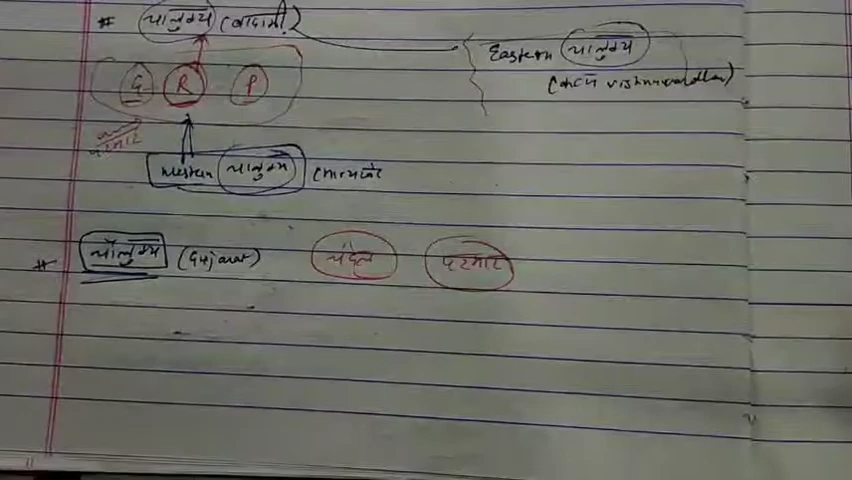 # चालुक्य (बादामी)
Eastern चालुक्य
G R P
Western चालुक्य
# चौलुक्य (Gujarat) चंदेल परमार